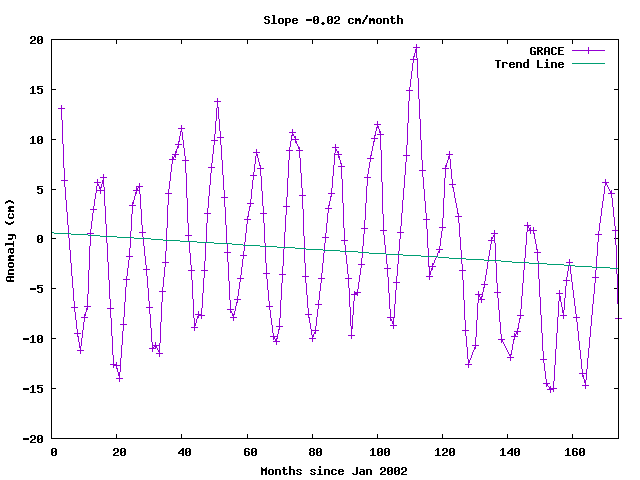 Slope -0.02 cm/month
GRACE
Trend Line
20
15
10
5
0
-5
-10
-15
-20
Anomaly (cm)
0 20 40 60 80 100 120 140 160
Months since Jan 2002